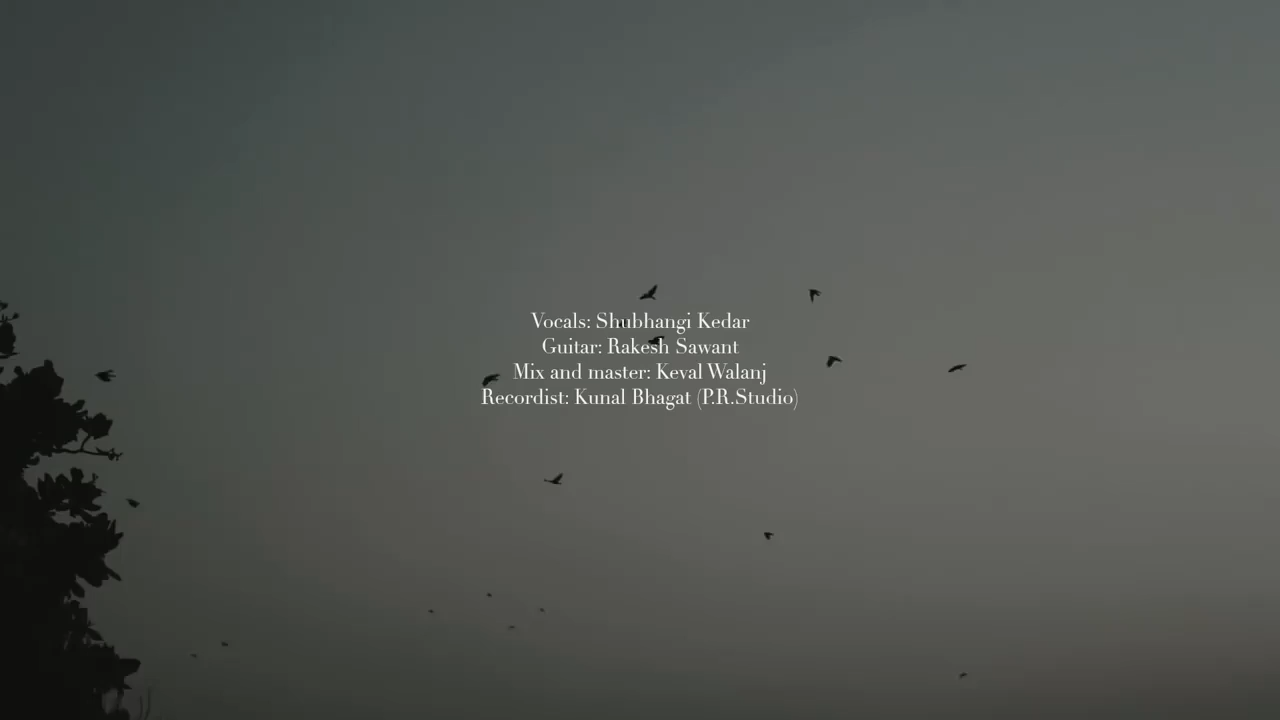 Vocals: Shubhangi Kedar
Guitar: Rakesh Sawant
Mix and master: Keval Walanj
Recordist: Kunal Bhagat (P.R.Studio)